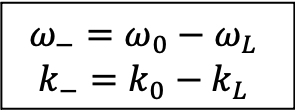 ω₋ = ω₀ − ω_L
k₋ = k₀ − k_L